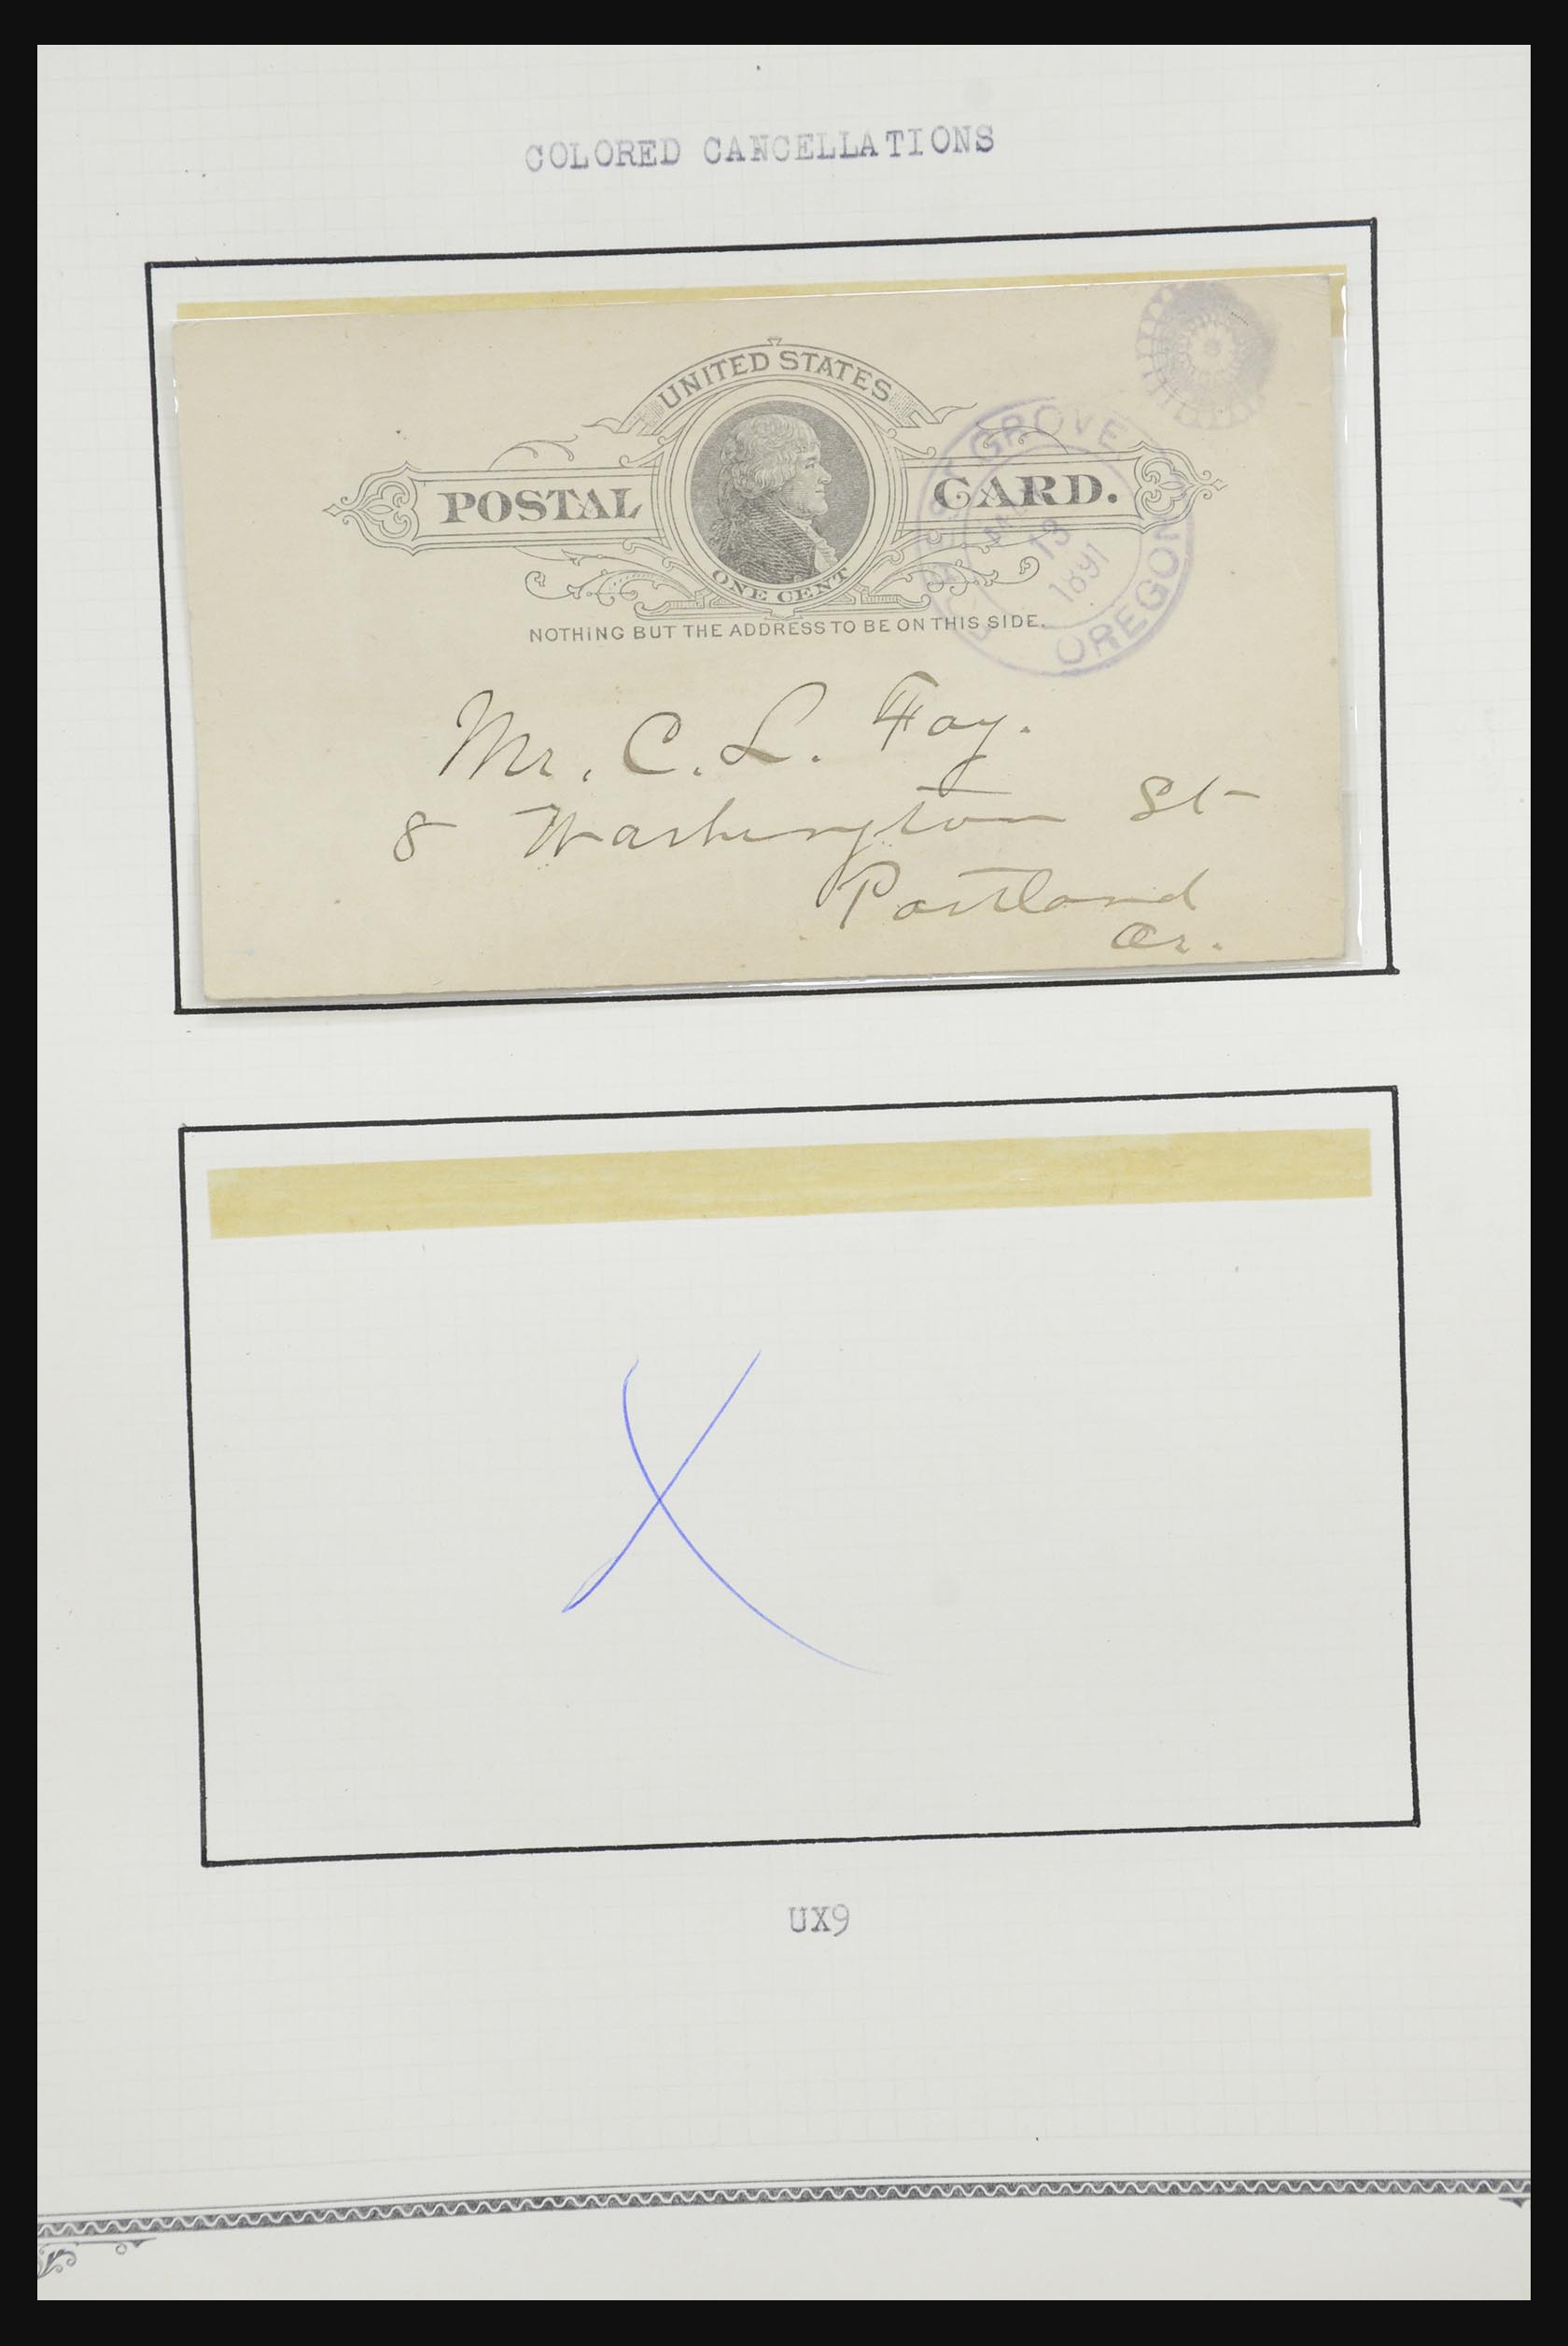 COLORED CANCELLATIONS
UNITED STATES
POSTAL CARD.
ONE CENT
NOTHING BUT THE ADDRESS TO BE ON THIS SIDE.
GROVE
13
1891
OREGON
Mr. C. L. Fay.
8 Washington St
Portland
Or.
UX9